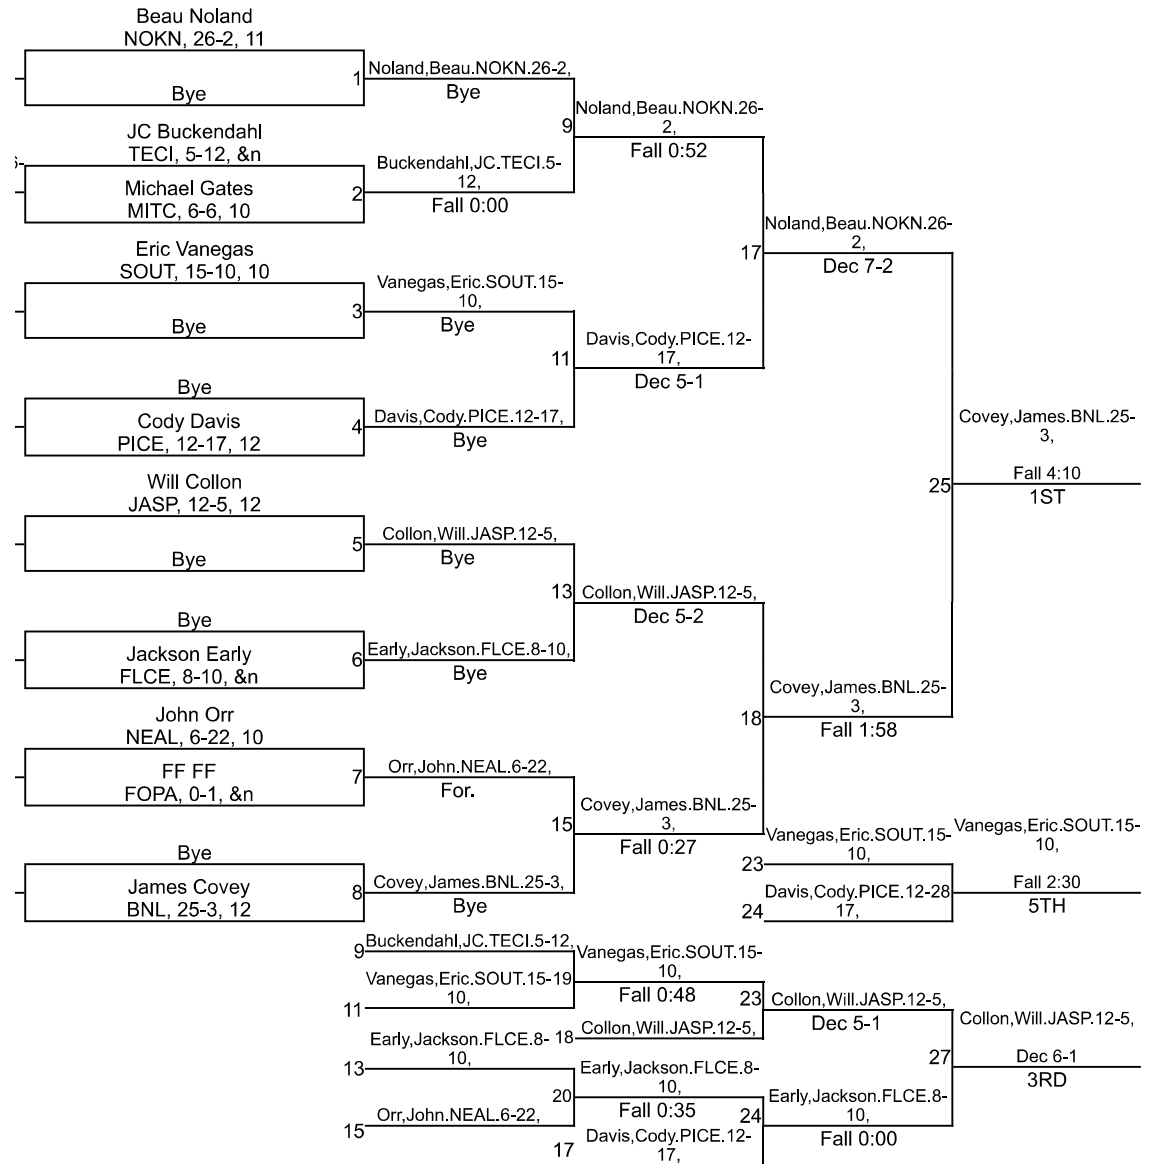 Beau Noland
NOKN, 26-2, 11
1
Noland,Beau.NOKN.26-2,
Bye
Bye
9
Noland,Beau.NOKN.26-
2,
Fall 0:52
JC Buckendahl
TECI, 5-12, &n
Michael Gates
MITC, 6-6, 10
2
Buckendahl,JC.TECI.5-
12,
Fall 0:00
17
Noland,Beau.NOKN.26-
2,
Dec 7-2
Eric Vanegas
SOUT, 15-10, 10
Bye
3
Vanegas,Eric.SOUT.15-
10,
Bye
11
Davis,Cody.PICE.12-
17,
Dec 5-1
Bye
Cody Davis
PICE, 12-17, 12
4
Davis,Cody.PICE.12-17,
Bye
25
Covey,James.BNL.25-
3,
Fall 4:10
1ST
Will Collon
JASP, 12-5, 12
Bye
5
Collon,Will.JASP.12-5,
Bye
13
Collon,Will.JASP.12-5,
Dec 5-2
Bye
Jackson Early
FLCE, 8-10, &n
6
Early,Jackson.FLCE.8-10,
Bye
18
Covey,James.BNL.25-
3,
Fall 1:58
John Orr
NEAL, 6-22, 10
FF FF
FOPA, 0-1, &n
7
Orr,John.NEAL.6-22,
For.
15
Covey,James.BNL.25-
3,
Fall 0:27
Bye
James Covey
BNL, 25-3, 12
8
Covey,James.BNL.25-3,
Bye
23
Vanegas,Eric.SOUT.15-
10,
24
Davis,Cody.PICE.12-28
17,
Vanegas,Eric.SOUT.15-
10,
Fall 2:30
5TH
9
Buckendahl,JC.TECI.5-12,
11
Vanegas,Eric.SOUT.15-19
10,
Vanegas,Eric.SOUT.15-
10,
Fall 0:48
18
Collon,Will.JASP.12-5,
23
Collon,Will.JASP.12-5,
Dec 5-1
13
Early,Jackson.FLCE.8-
10,
15
Orr,John.NEAL.6-22,
20
Early,Jackson.FLCE.8-
10,
Fall 0:35
17
Davis,Cody.PICE.12-
17,
24
Early,Jackson.FLCE.8-
10,
Fall 0:00
27
Collon,Will.JASP.12-5,
Dec 6-1
3RD